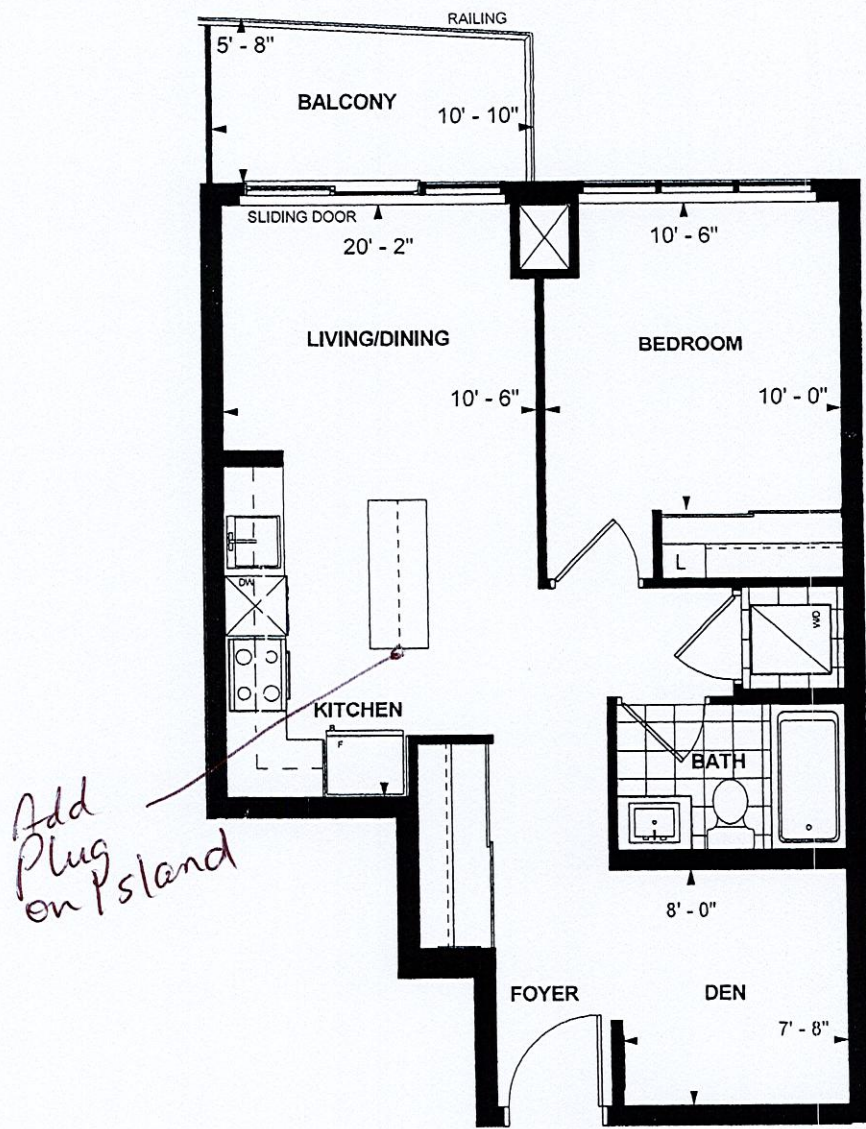 RAILING
5' - 8"
BALCONY
10' - 10"
SLIDING DOOR
20' - 2"
10' - 6"
LIVING/DINING
BEDROOM
10' - 6"
10' - 0"
L
DW
W/D
KITCHEN
F
BATH
Add
Plug
on Island
8' - 0"
FOYER
DEN
7' - 8"